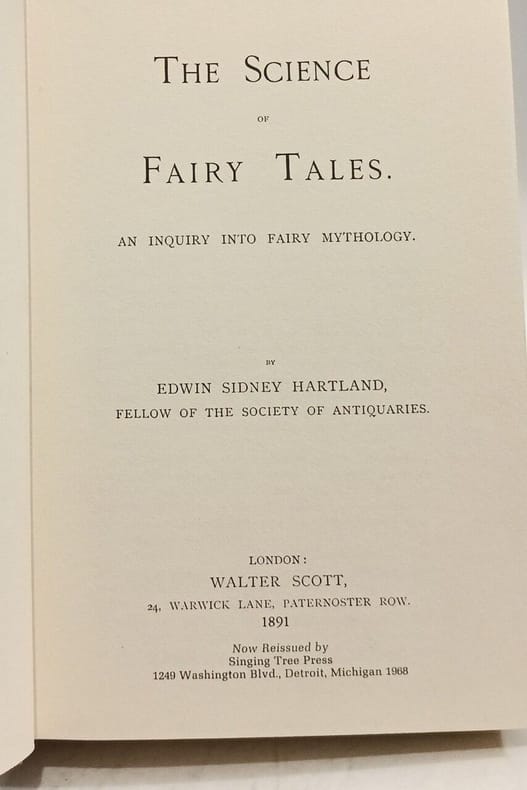 THE SCIENCE
OF
FAIRY TALES.
AN INQUIRY INTO FAIRY MYTHOLOGY.
BY
EDWIN SIDNEY HARTLAND,
FELLOW OF THE SOCIETY OF ANTIQUARIES.
LONDON:
WALTER SCOTT,
24, WARWICK LANE, PATERNOSTER ROW.
1891
Now Reissued by
Singing Tree Press
1249 Washington Blvd., Detroit, Michigan 1968